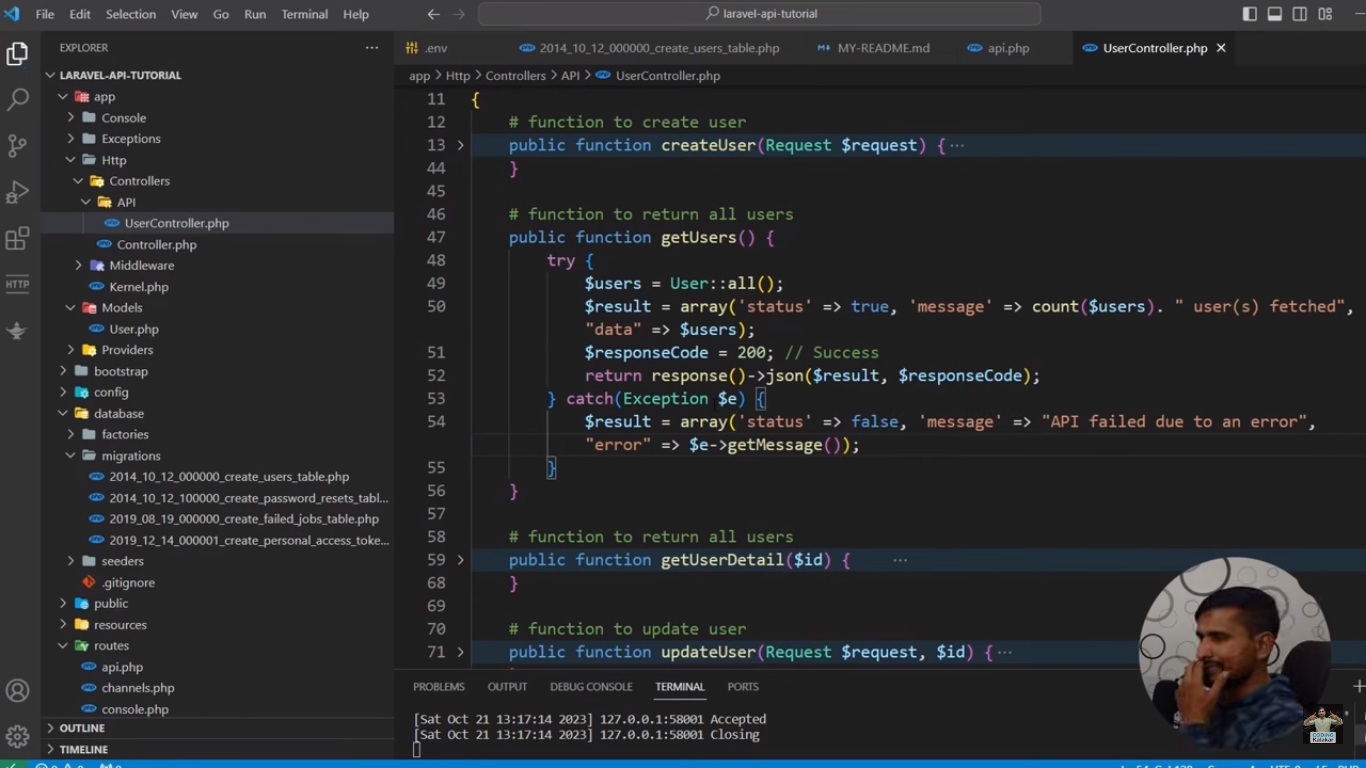 File Edit Selection View Go Run Terminal Help
laravel-api-tutorial
EXPLORER
LARAVEL-API-TUTORIAL
app
Console
Exceptions
Http
Controllers
API
UserController.php
Controller.php
Middleware
Kernel.php
Models
User.php
Providers
bootstrap
config
database
factories
migrations
2014_10_12_000000_create_users_table.php
2014_10_12_100000_create_password_resets_tabl...
2019_08_19_000000_create_failed_jobs_table.php
2019_12_14_000001_create_personal_access_toke...
seeders
.gitignore
public
resources
routes
api.php
channels.php
console.php
OUTLINE
TIMELINE
HTTP
.env 2014_10_12_000000_create_users_table.php MY-README.md api.php UserController.php
app > Http > Controllers > API > UserController.php
11 {
12 # function to create user
13 public function createUser(Request $request) {...
44 }
45
46 # function to return all users
47 public function getUsers() {
48 try {
49 $users = User::all();
50 $result = array('status' => true, 'message' => count($users). " user(s) fetched",
"data" => $users);
51 $responseCode = 200; // Success
52 return response()->json($result, $responseCode);
53 } catch(Exception $e) {
54 $result = array('status' => false, 'message' => "API failed due to an error",
"error" => $e->getMessage());
55 }
56 }
57
58 # function to return all users
59 public function getUserDetail($id) { ...
68 }
69
70 # function to update user
71 public function updateUser(Request $request, $id) {...
PROBLEMS OUTPUT DEBUG CONSOLE TERMINAL PORTS
[Sat Oct 21 13:17:14 2023] 127.0.0.1:58001 Accepted
[Sat Oct 21 13:17:14 2023] 127.0.0.1:58001 Closing
CODING
Kalakar